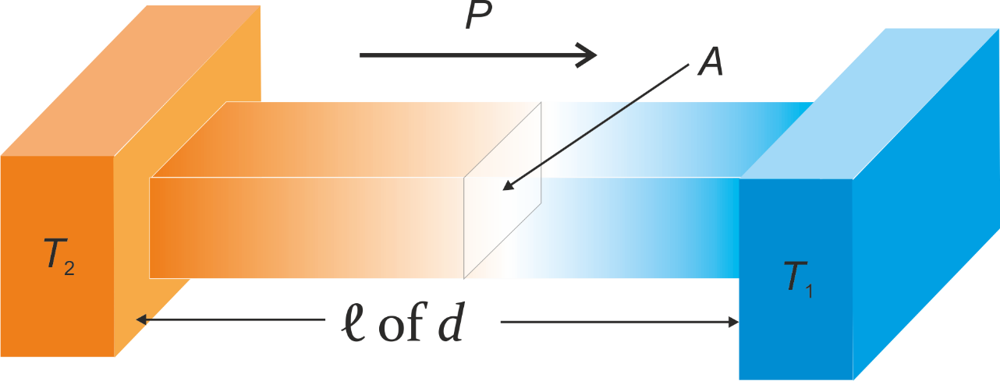 P
A
T₂
T₁
ℓ of d